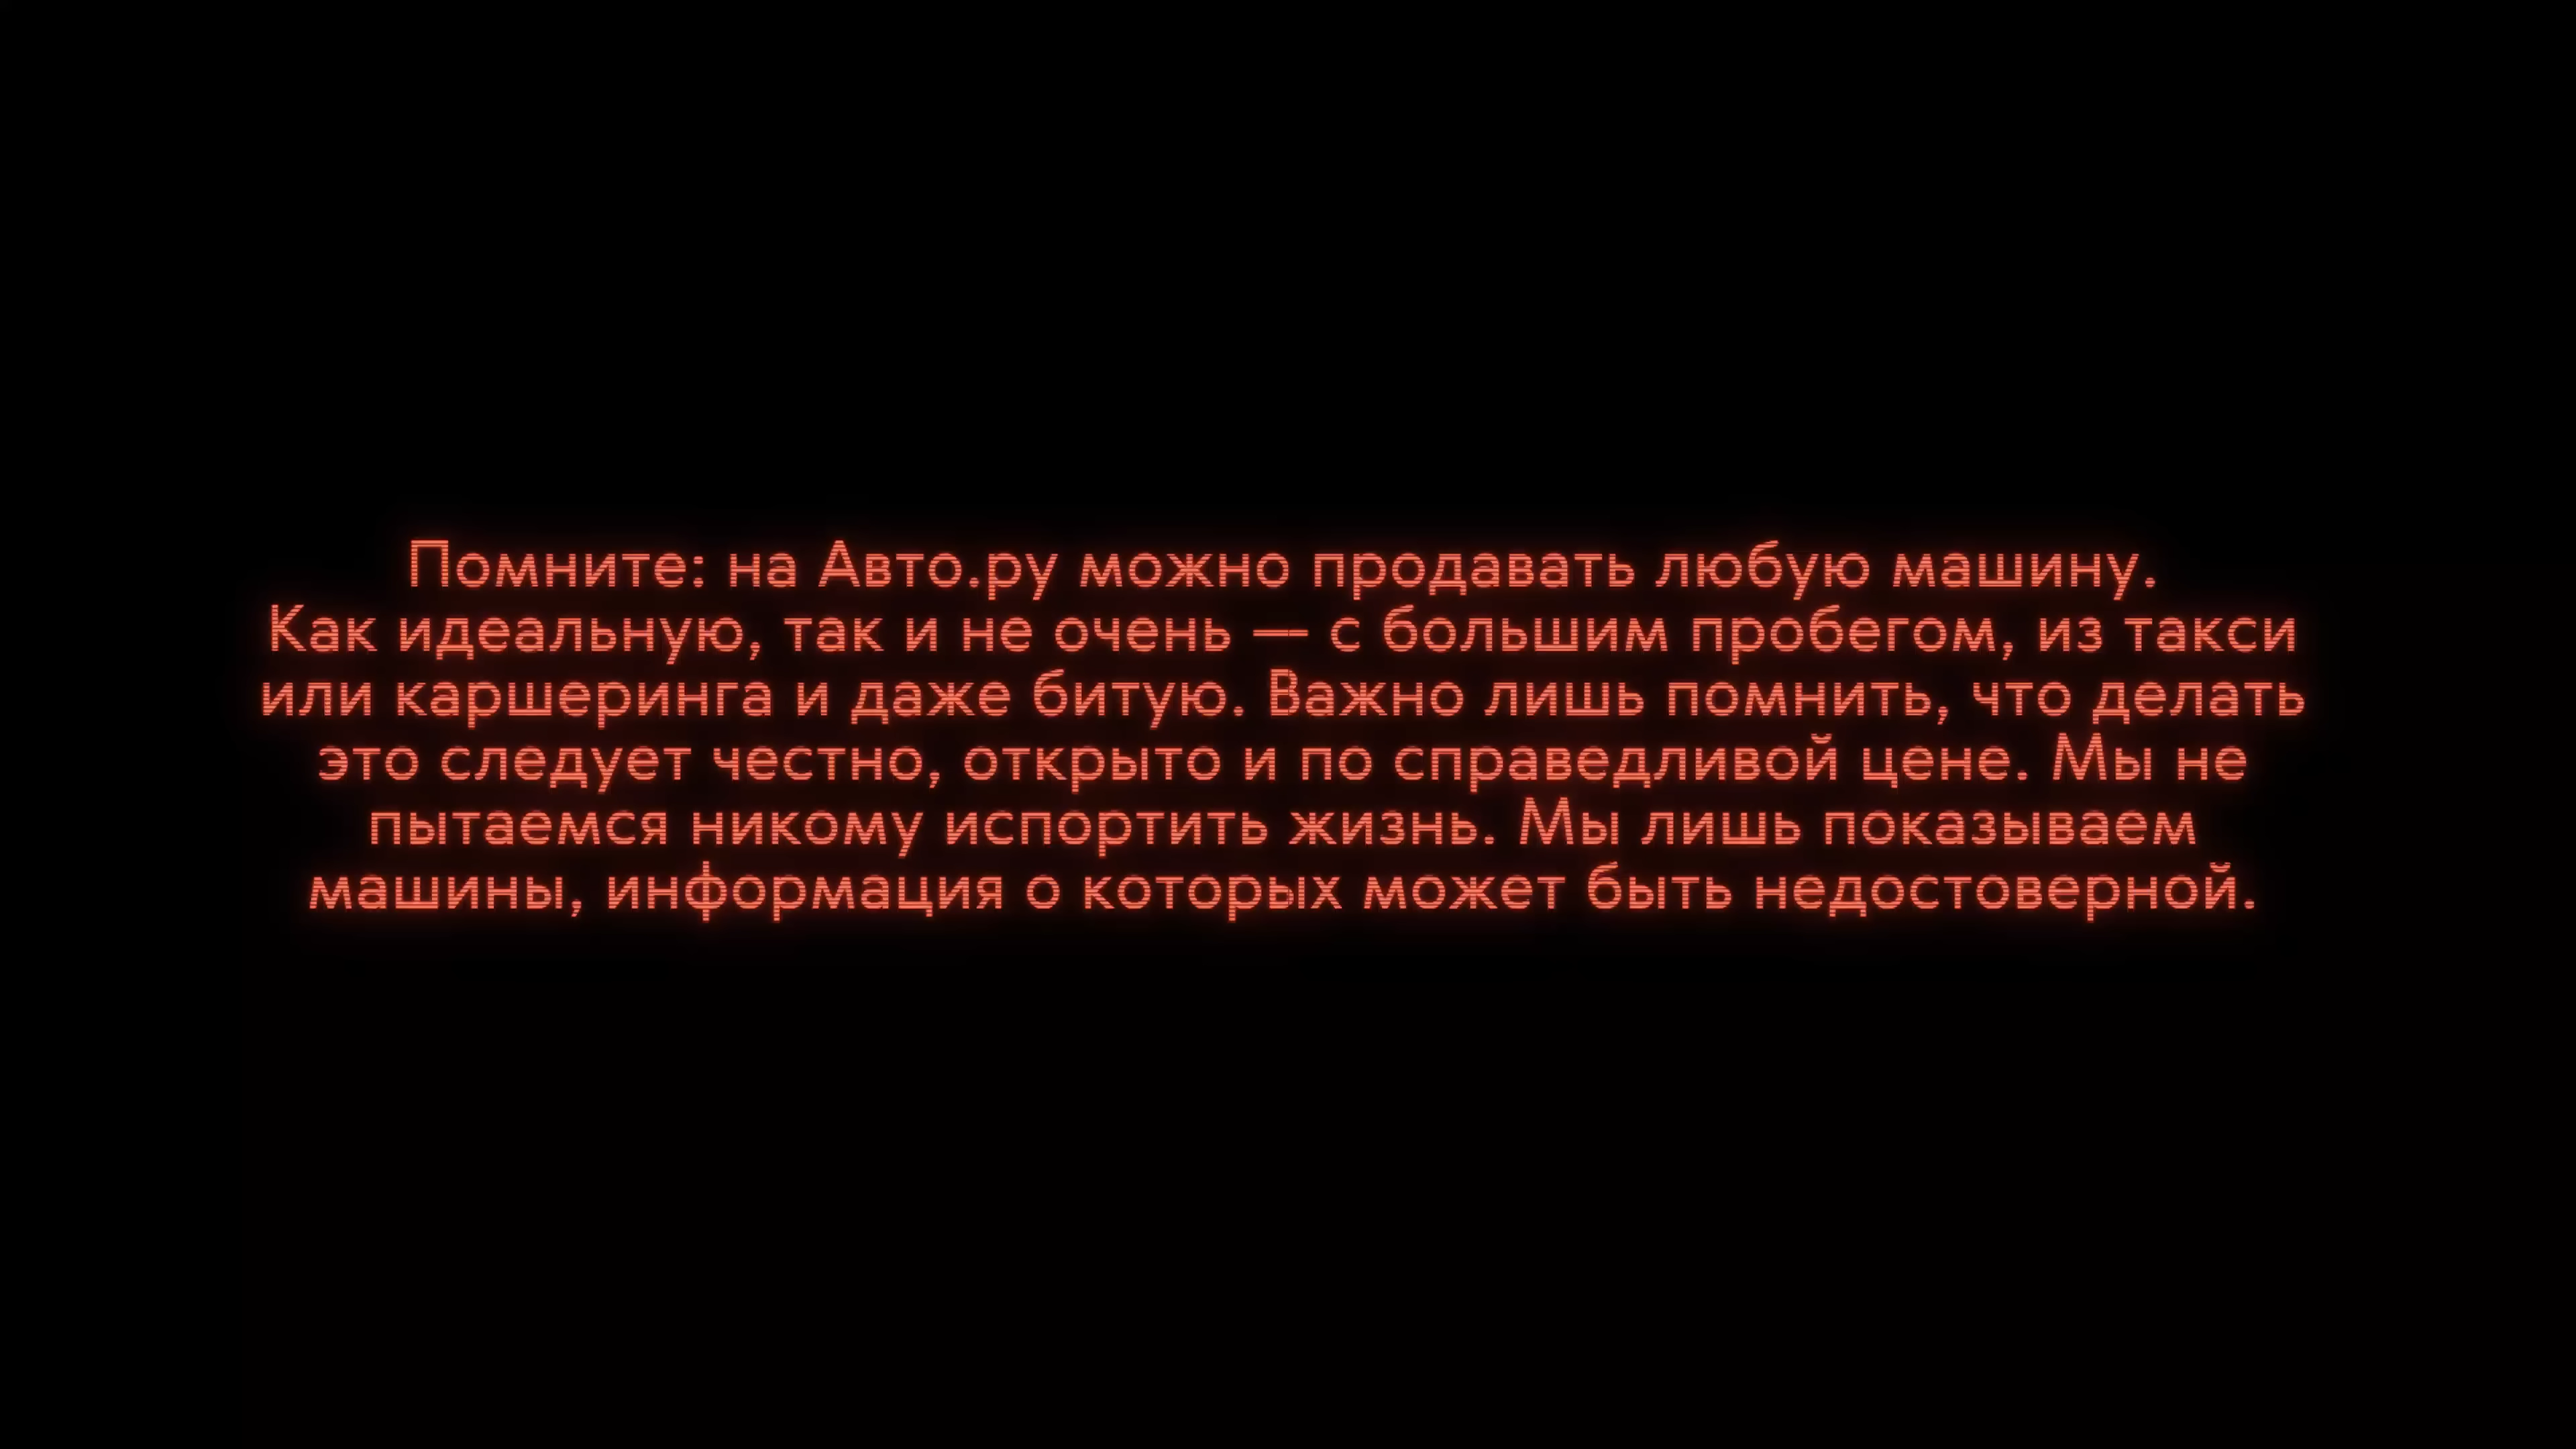 Помните: на Авто.ру можно продавать любую машину.
Как идеальную, так и не очень — с большим пробегом, из такси
или каршеринга и даже битую. Важно лишь помнить, что делать
это следует честно, открыто и по справедливой цене. Мы не
пытаемся никому испортить жизнь. Мы лишь показываем
машины, информация о которых может быть недостоверной.